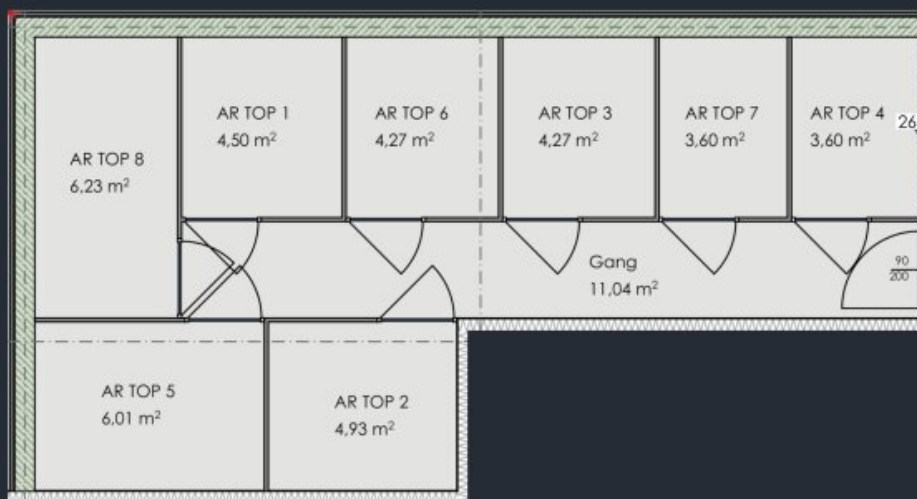 AR TOP 1
4,50 m²
AR TOP 6
4,27 m²
AR TOP 3
4,27 m²
AR TOP 7
3,60 m²
AR TOP 4
3,60 m²
26,
AR TOP 8
6,23 m²
Gang
11,04 m²
90
200
AR TOP 5
6,01 m²
AR TOP 2
4,93 m²